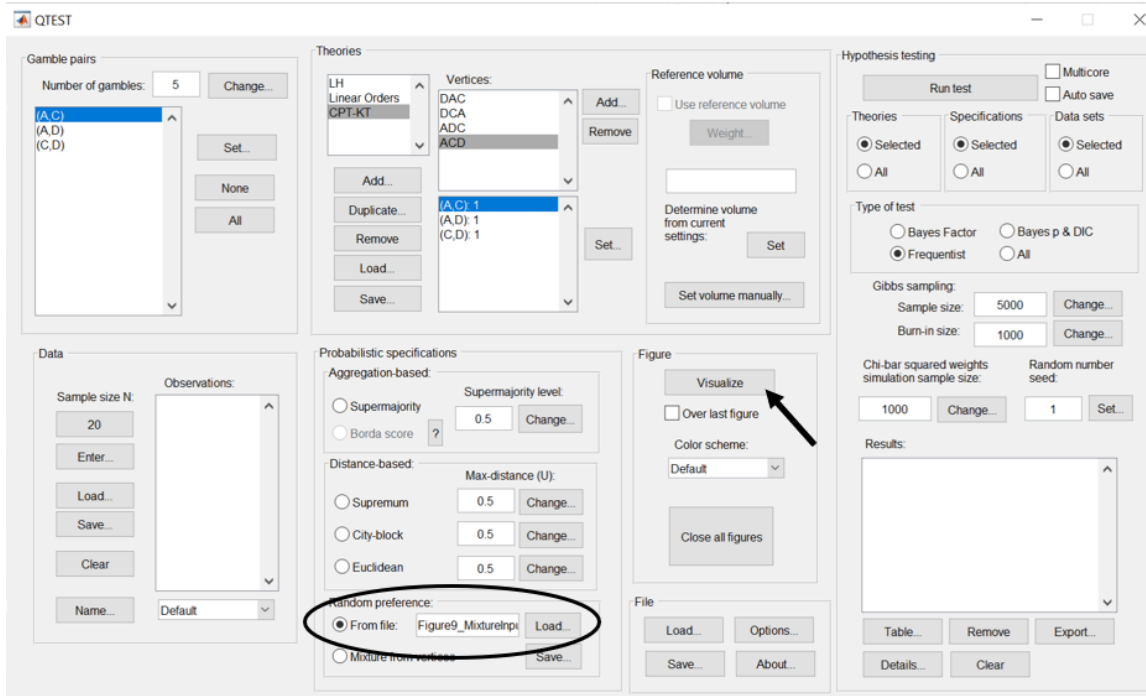 QTEST
Gamble pairs
Number of gambles: 5 Change...
(A,C)
(A,D)
(C,D)
Set...
None
All
Theories
LH
Linear Orders
CPT-KT
Add...
Duplicate...
Remove
Load...
Save...
Vertices:
DAC
DCA
ADC
ACD
Add...
Remove
(A,C): 1
(A,D): 1
(C,D): 1
Set...
Reference volume
Use reference volume
Weight...
Determine volume
from current
settings:
Set
Set volume manually...
Hypothesis testing
Run test
Multicore
Auto save
Theories
Selected
All
Specifications
Selected
All
Data sets
Selected
All
Type of test
Bayes Factor Bayes p & DIC
Frequentist All
Gibbs sampling:
Sample size: 5000 Change...
Burn-in size: 1000 Change...
Chi-bar squared weights
simulation sample size:
1000 Change...
Random number
seed:
1 Set...
Results:
Table... Remove Export...
Details... Clear
Data
Sample size N:
20
Enter...
Load...
Save...
Clear
Name... Default
Observations:
Probabilistic specifications
Aggregation-based:
Supermajority
Borda score ?
Supermajority level:
0.5 Change...
Distance-based:
Max-distance (U):
Supremum 0.5 Change...
City-block 0.5 Change...
Euclidean 0.5 Change...
Random preference:
From file: Figure9_MixtureInpu Load...
Mixture from vertices Save...
Figure
Visualize
Over last figure
Color scheme:
Default
Close all figures
File
Load... Options...
Save... About...